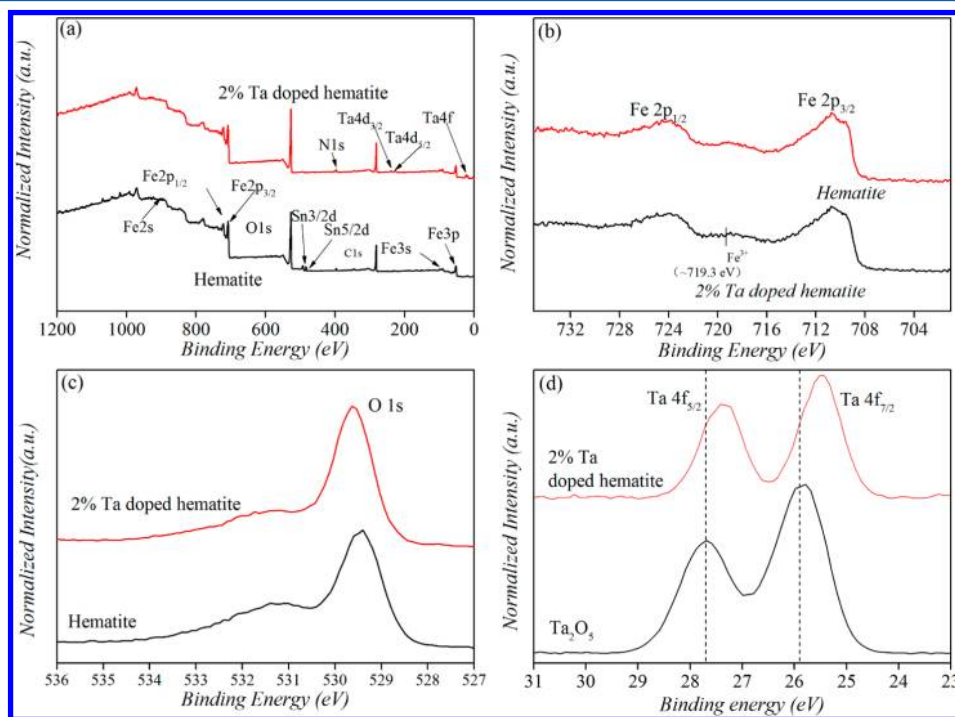 (a)
2% Ta doped hematite
Ta4f
Ta4d3/2
Ta4d5/2
N1s
Fe2p1/2
Fe2p3/2
Fe2s
O1s
Sn3/2d
Sn5/2d
C1s
Fe3s
Fe3p
Hematite
Normalized Intensity (a.u.)
1200 1000 800 600 400 200 0
Binding Energy (eV)
(b)
Fe 2p1/2
Fe 2p3/2
Hematite
Fe3+
(~719.3 eV)
2% Ta doped hematite
Normalized Intensity (a.u.)
732 728 724 720 716 712 708 704
Binding Energy (eV)
(c)
O 1s
2% Ta doped hematite
Hematite
Normalized Intensity(a.u.)
536 535 534 533 532 531 530 529 528 527
Binding Energy (eV)
(d)
Ta 4f5/2
Ta 4f7/2
2% Ta
doped hematite
Ta2O5
Normalized Intensity (a.u.)
31 29 27 25 23
Binding energy (eV)